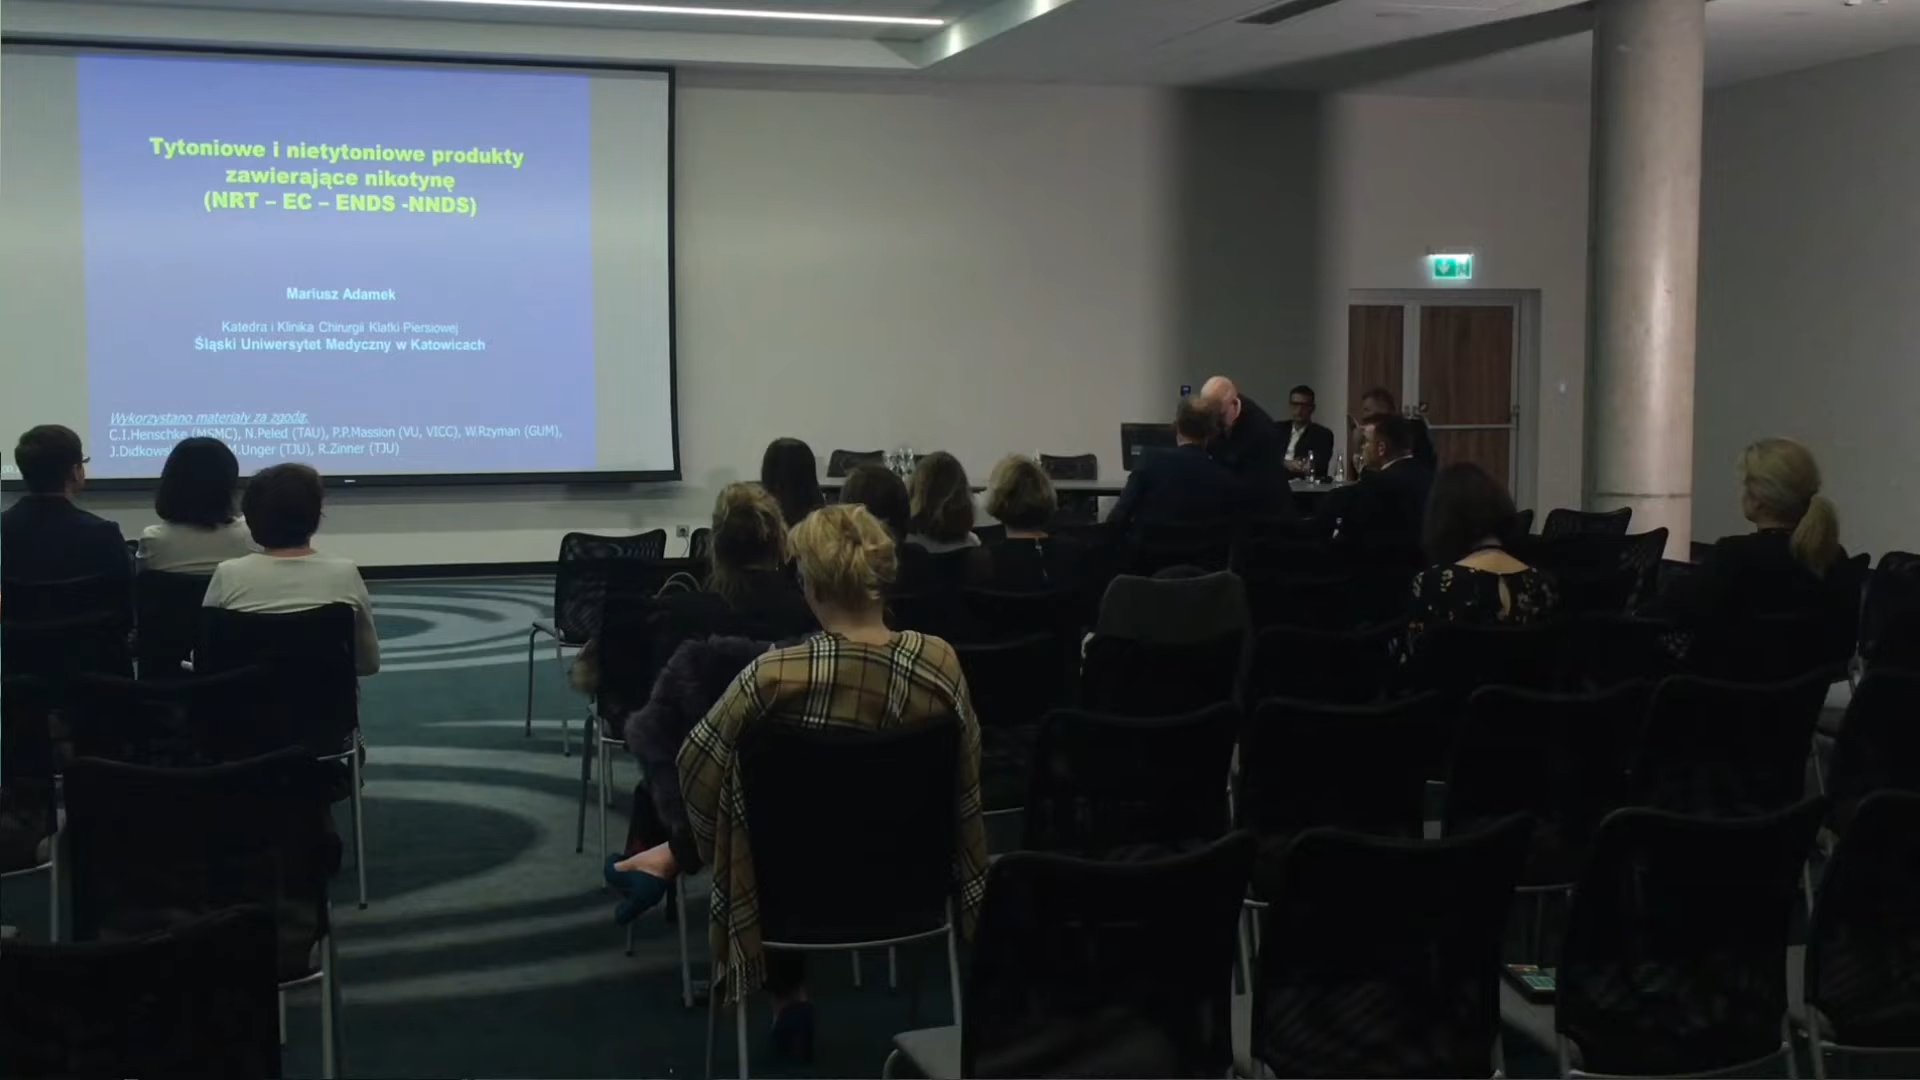 Tytoniowe i nietytoniowe produkty
zawierające nikotynę
(NRT – EC – ENDS -NNDS)
Mariusz Adamek
Katedra i Klinika Chirurgii Klatki Piersiowej
Śląski Uniwersytet Medyczny w Katowicach
Wykorzystano materiały za zgodą:
C.I.Henschke (MSMC), N.Peled (TAU), P.P.Massion (VU, VICC), W.Rzyman (GUM),
M.Unger (TJU), R.Zinner (TJU)